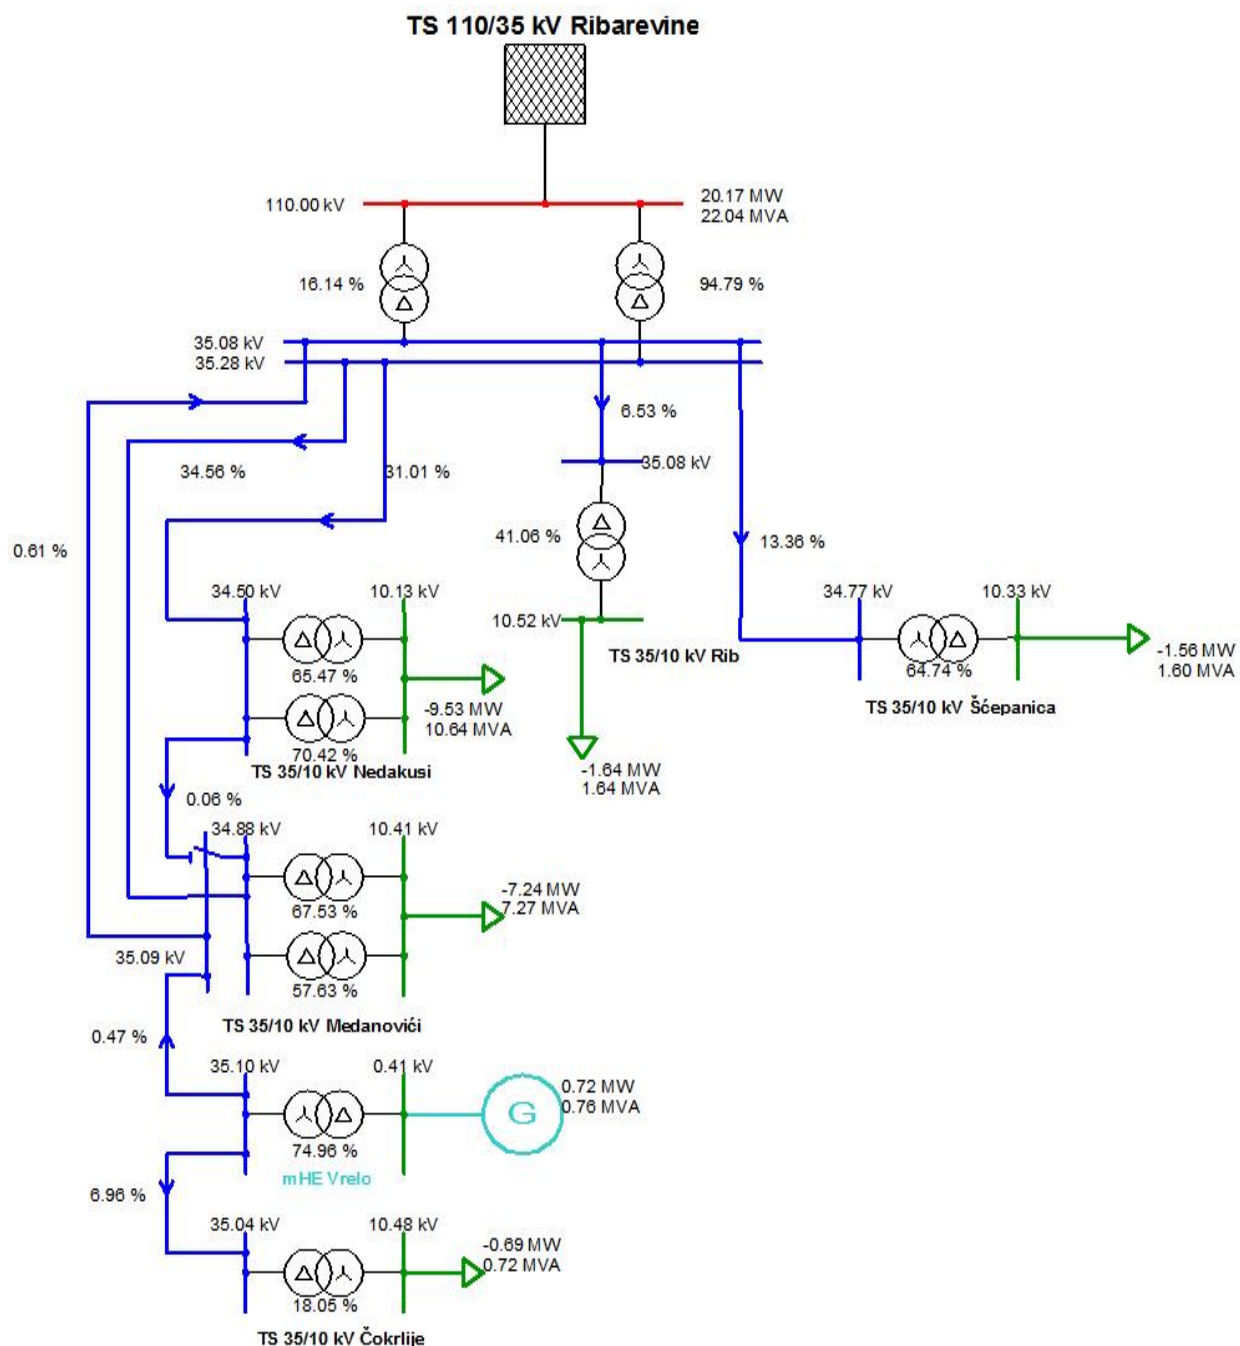 TS 110/35 kV Ribarevine
110.00 kV
20.17 MW
22.04 MVA
16.14 %
94.79 %
35.08 kV
35.28 kV
6.53 %
34.56 %
31.01 %
35.08 kV
0.61 %
41.06 %
13.36 %
34.50 kV
10.13 kV
34.77 kV
10.33 kV
10.52 kV
65.47 %
TS 35/10 kV Rib
64.74 %
-1.56 MW
1.60 MVA
-9.53 MW
10.64 MVA
TS 35/10 kV Šćepanica
70.42 %
TS 35/10 kV Nedakusi
-1.64 MW
1.64 MVA
0.06 %
34.88 kV
10.41 kV
67.53 %
-7.24 MW
7.27 MVA
35.09 kV
57.63 %
TS 35/10 kV Medanovići
0.47 %
35.10 kV
0.41 kV
G
0.72 MW
0.76 MVA
74.96 %
mHE Vrelo
6.96 %
35.04 kV
10.48 kV
-0.69 MW
0.72 MVA
18.05 %
TS 35/10 kV Čokrlije